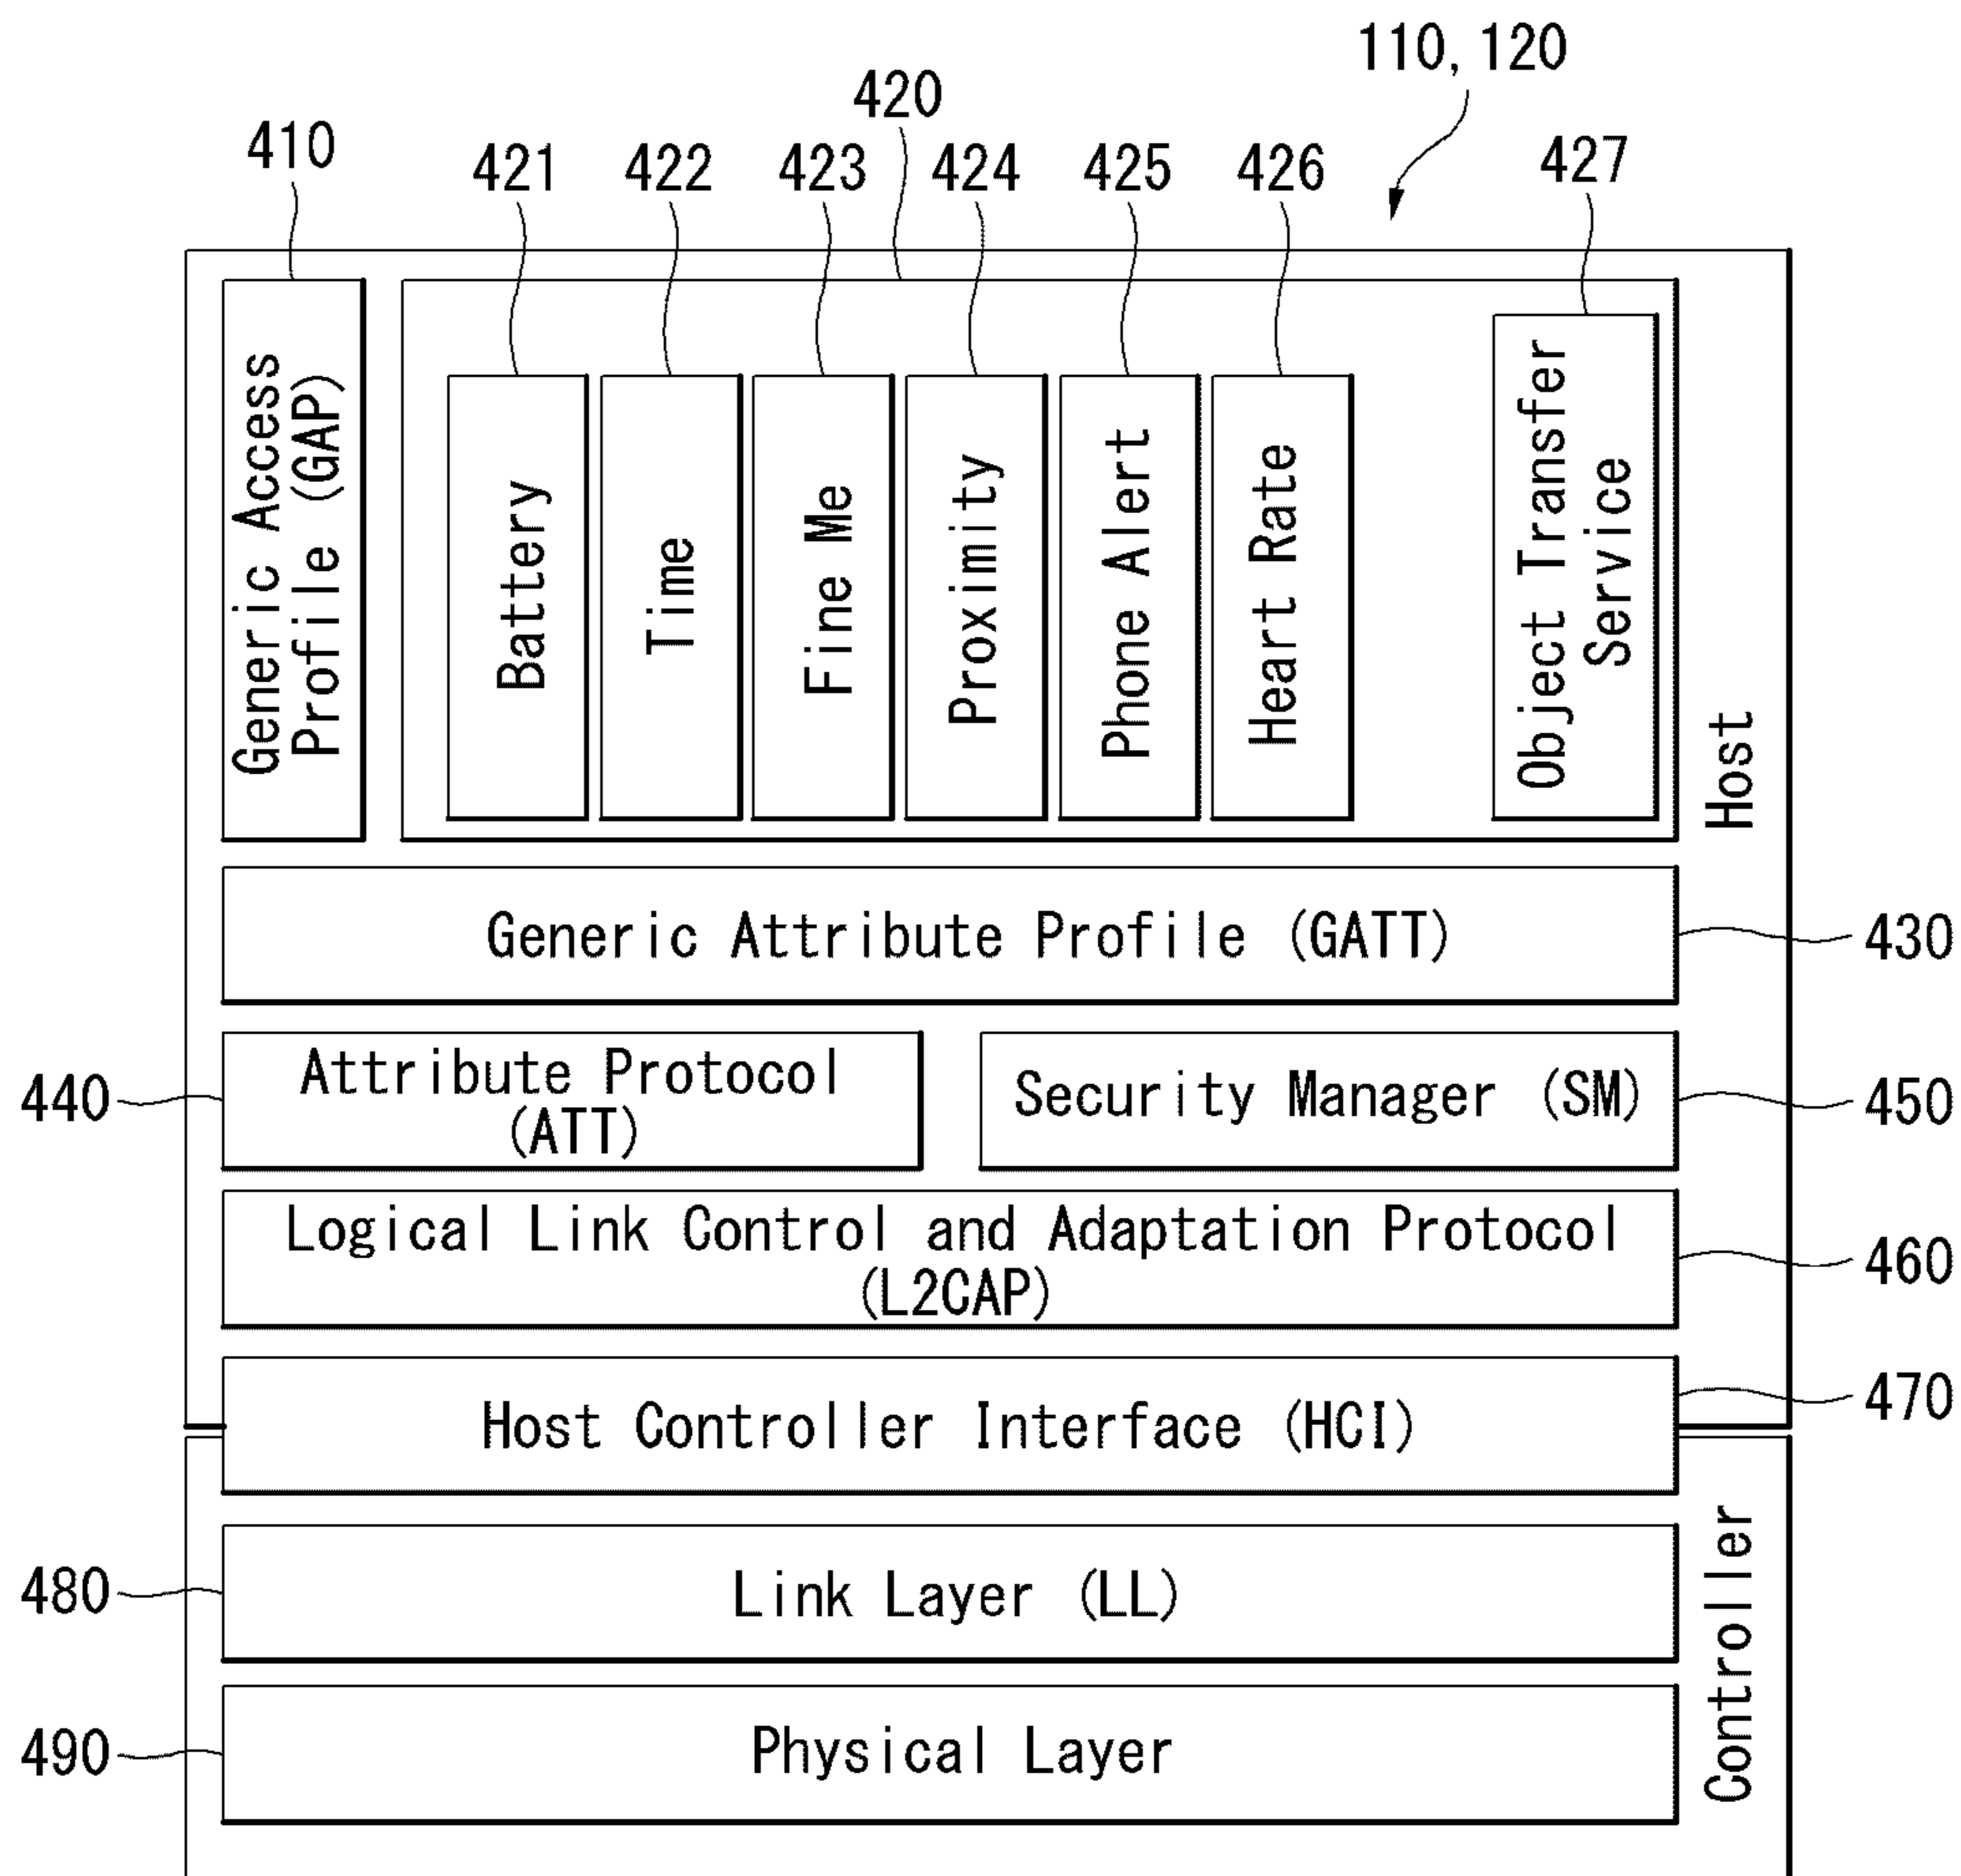 110, 120
420
410
421
422
423
424
425
426
427
Generic Access
Profile (GAP)
Battery
Time
Fine Me
Proximity
Phone Alert
Heart Rate
Object Transfer
Service
Host
Generic Attribute Profile (GATT)
430
440
Attribute Protocol
(ATT)
Security Manager (SM)
450
Logical Link Control and Adaptation Protocol
(L2CAP)
460
Host Controller Interface (HCI)
470
480
Link Layer (LL)
Controller
490
Physical Layer